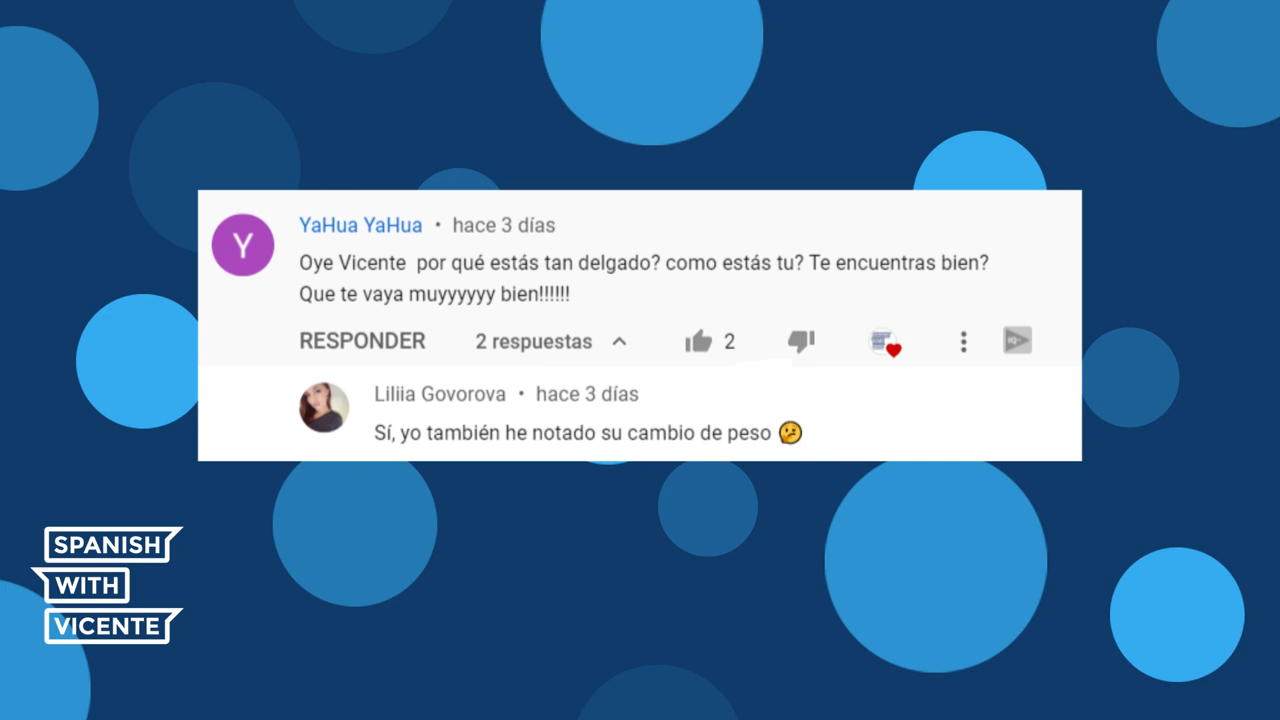 Y
YaHua YaHua • hace 3 días
Oye Vicente por qué estás tan delgado? como estás tu? Te encuentras bien?
Que te vaya muyyyyyy bien!!!!!!
RESPONDER 2 respuestas 2
Liliia Govorova • hace 3 días
Sí, yo también he notado su cambio de peso 🤔
SPANISH
WITH
VICENTE